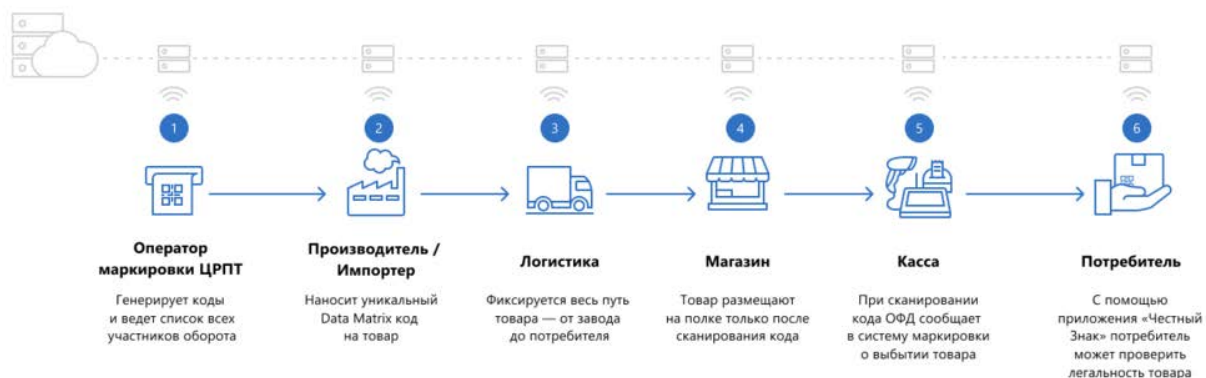 1
2
3
4
5
6
Оператор
маркировки ЦРПТ
Генерирует коды
и ведет список всех
участников оборота
Производитель /
Импортер
Наносит уникальный
Data Matrix код
на товар
Логистика
Фиксируется весь путь
товара — от завода
до потребителя
Магазин
Товар размещают
на полке только после
сканирования кода
Касса
При сканировании
кода ОФД сообщает
в систему маркировки
о выбытии товара
Потребитель
С помощью
приложения «Честный
Знак» потребитель
может проверить
легальность товара